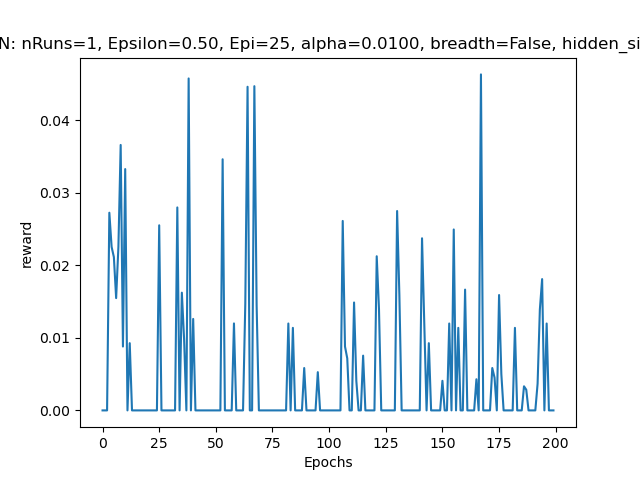 N: nRuns=1, Epsilon=0.50, Epi=25, alpha=0.0100, breadth=False, hidden_si
0.04
0.03
0.02
0.01
0.00
reward
0 25 50 75 100 125 150 175 200
Epochs